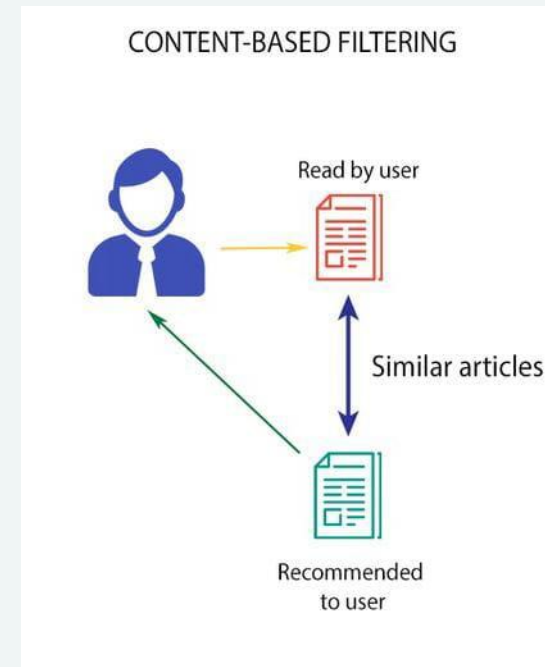 CONTENT-BASED FILTERING
Read by user
Similar articles
Recommended
to user